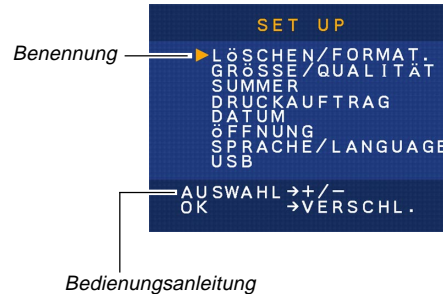 SET UP
Benennung
LÖSCHEN/FORMAT.
GRÖSSE/QUALITÄT
SUMMER
DRUCKAUFTRAG
DATUM
ÖFFNUNG
SPRACHE/LANGUAGE
USB
AUSWAHL→+/−
OK →VERSCHL.
Bedienungsanleitung